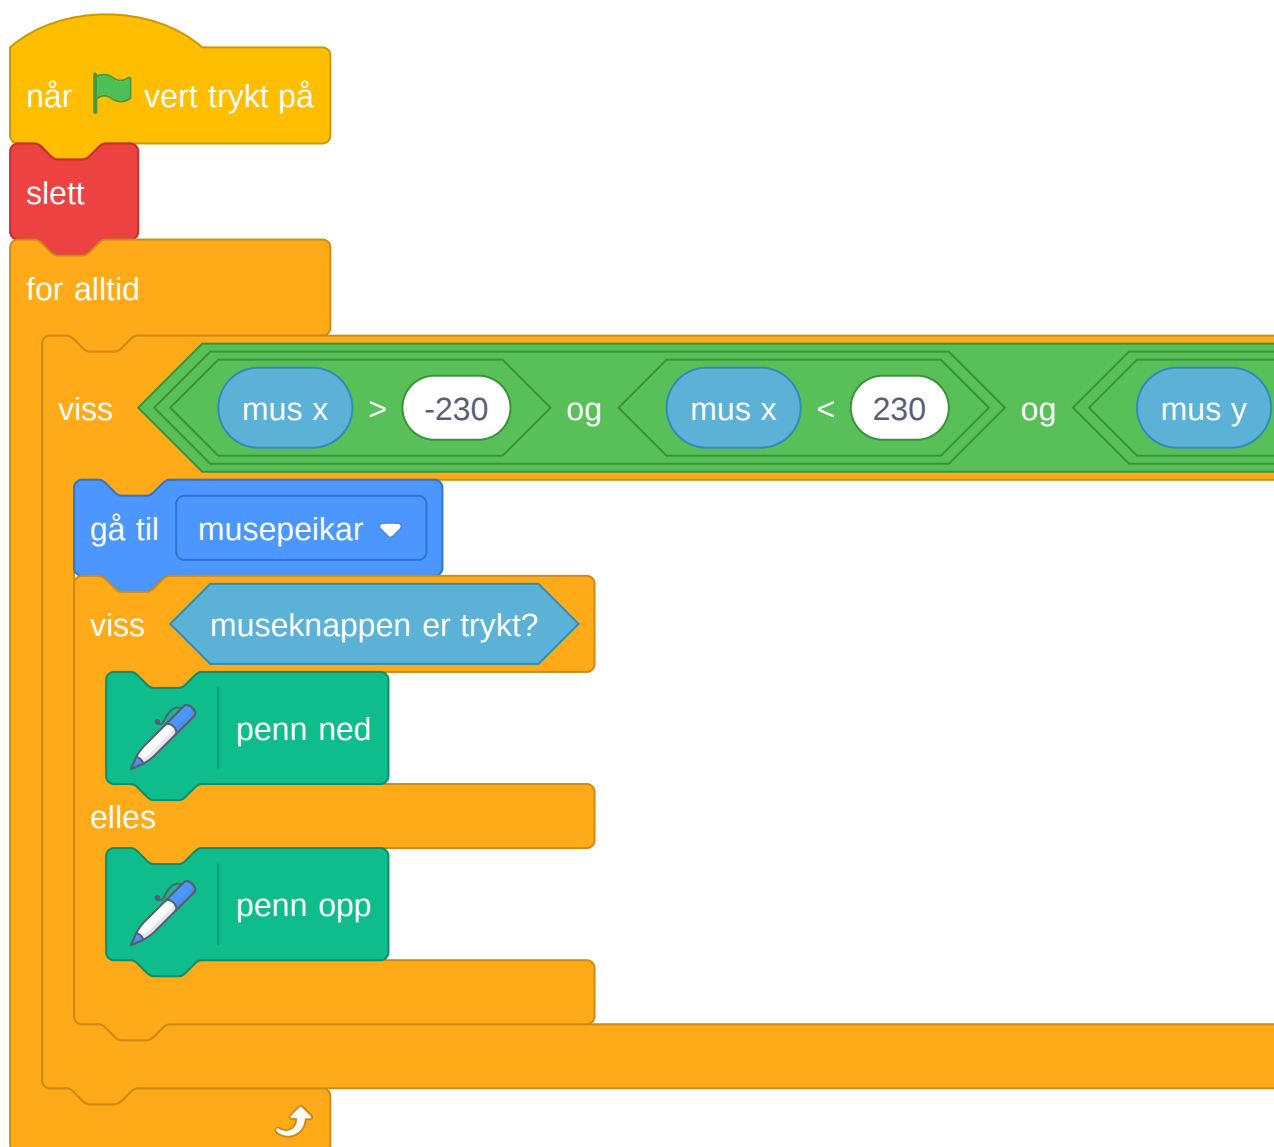 når vert trykt på
slett
for alltid
viss mus x > -230 og mus x < 230 og mus y
gå til musepeikar
viss museknappen er trykt?
penn ned
elles
penn opp